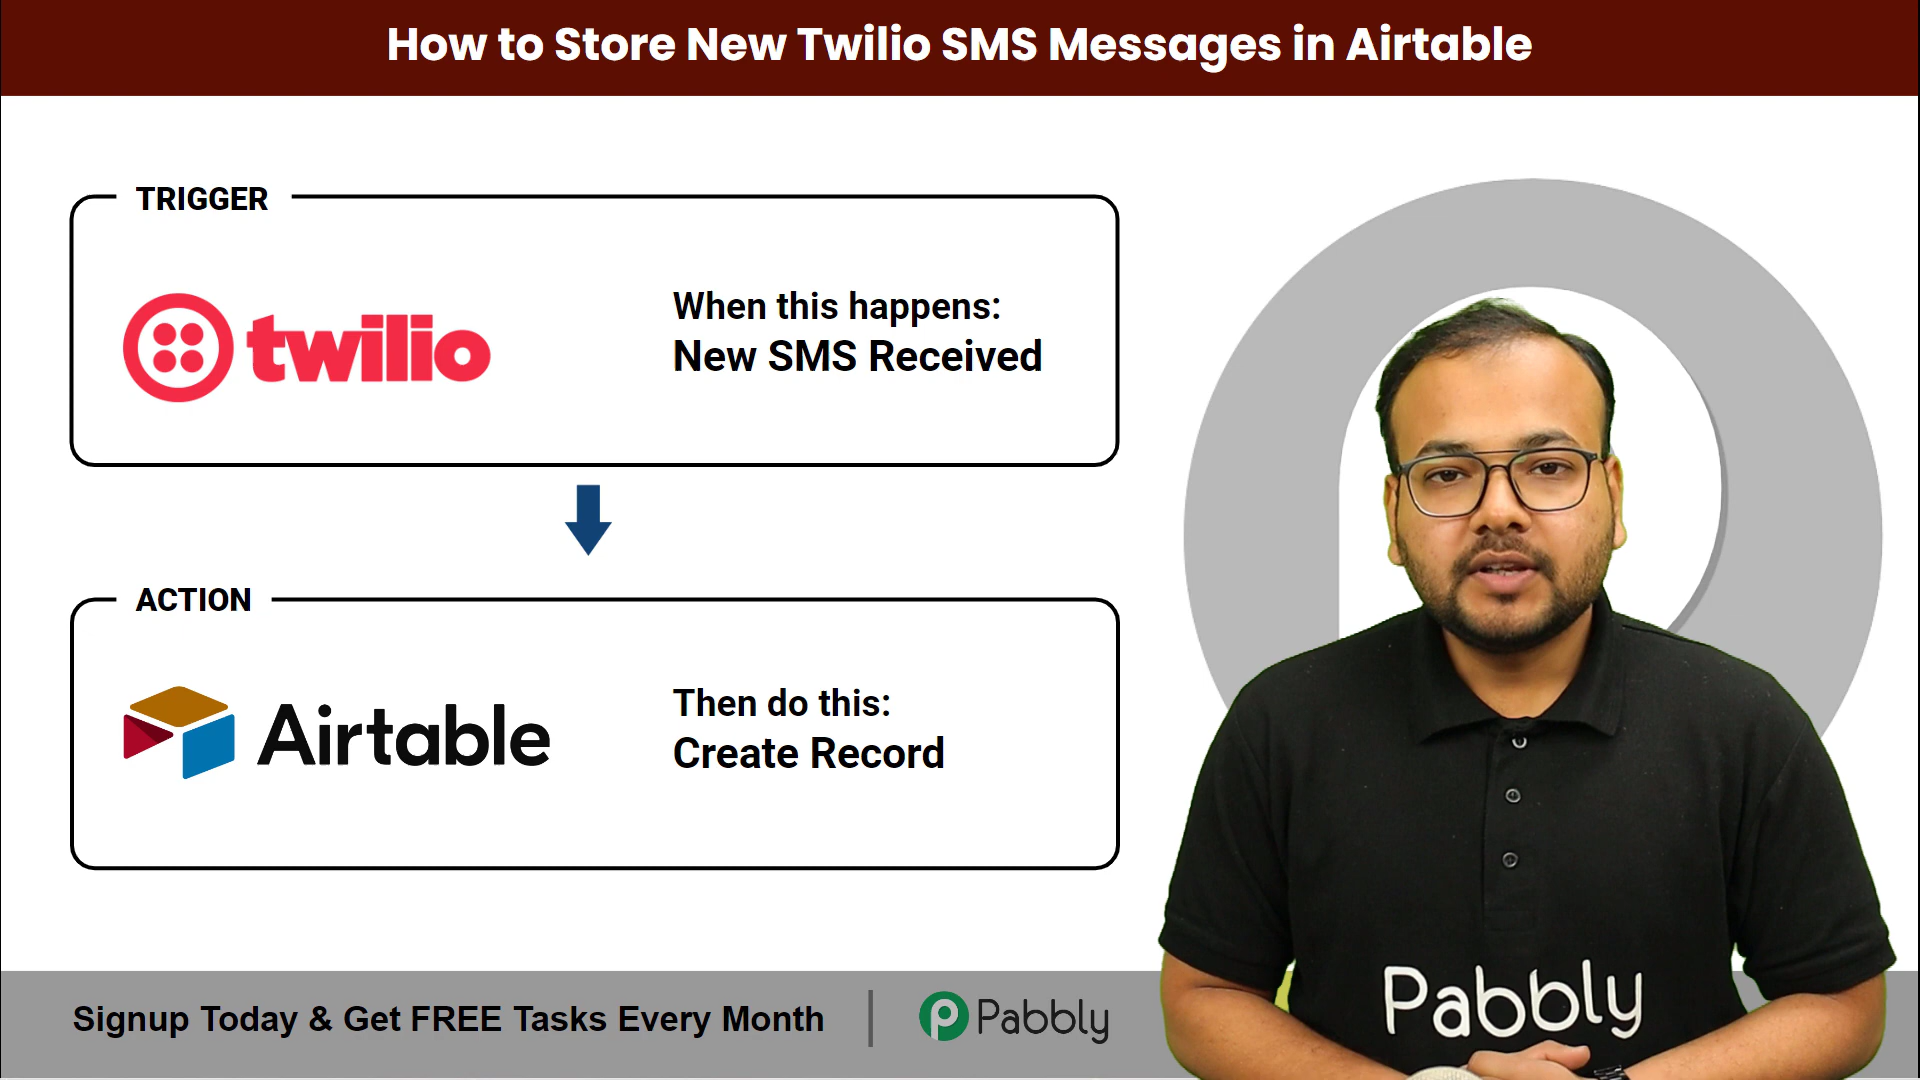 How to Store New Twilio SMS Messages in Airtable
TRIGGER
twilio
When this happens:
New SMS Received
ACTION
Airtable
Then do this:
Create Record
Signup Today & Get FREE Tasks Every Month
Pabbly
Pabbly